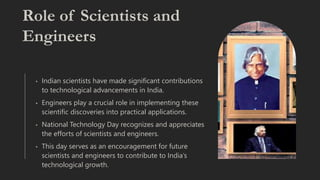 Role of Scientists and
Engineers
• Indian scientists have made significant contributions
to technological advancements in India.
• Engineers play a crucial role in implementing these
scientific discoveries into practical applications.
• National Technology Day recognizes and appreciates
the efforts of scientists and engineers.
• This day serves as an encouragement for future
scientists and engineers to contribute to India's
technological growth.